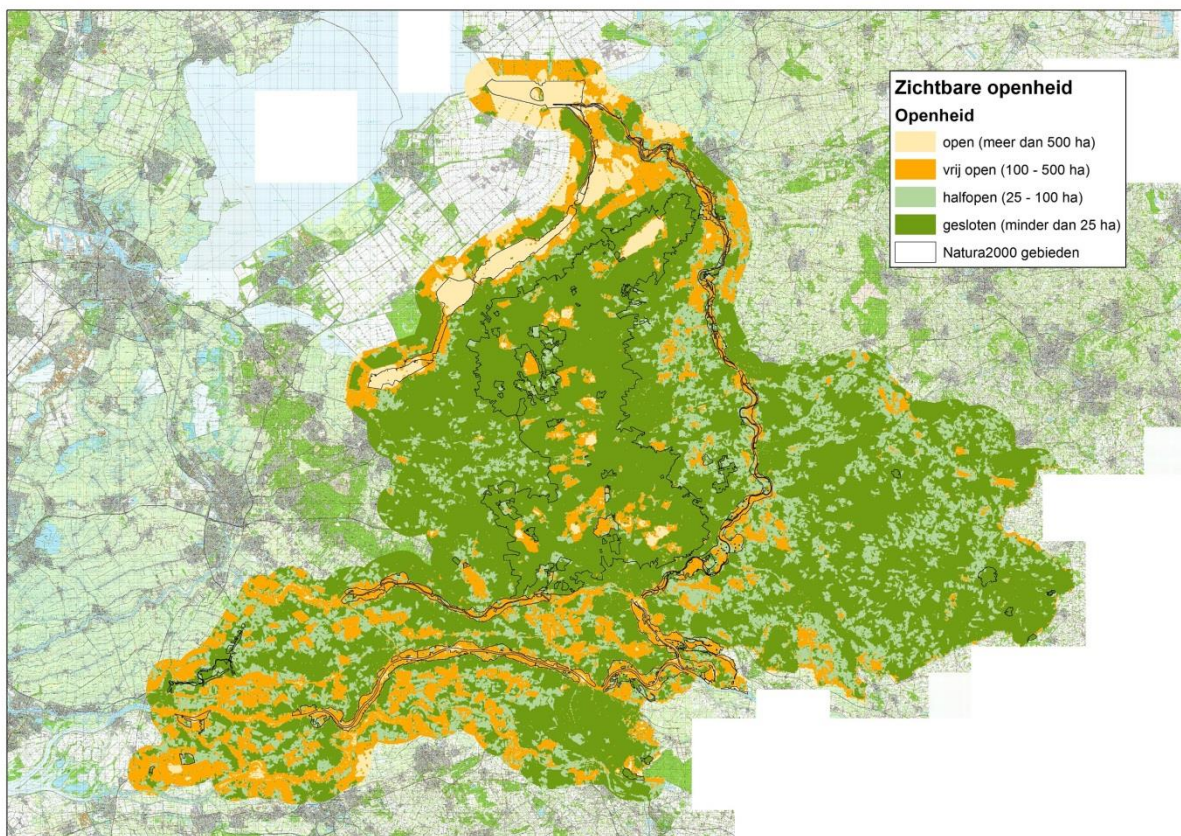 Zichtbare openheid
Openheid
open (meer dan 500 ha)
vrij open (100 - 500 ha)
halfopen (25 - 100 ha)
gesloten (minder dan 25 ha)
Natura2000 gebieden